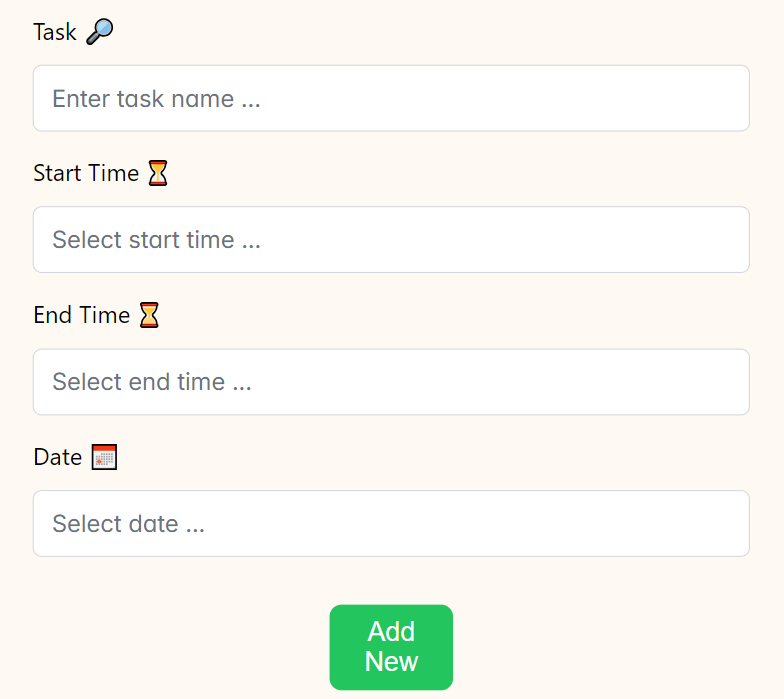 Task 🔎
Enter task name ...
Start Time ⏳
Select start time ...
End Time ⏳
Select end time ...
Date 📅
Select date ...
Add
New